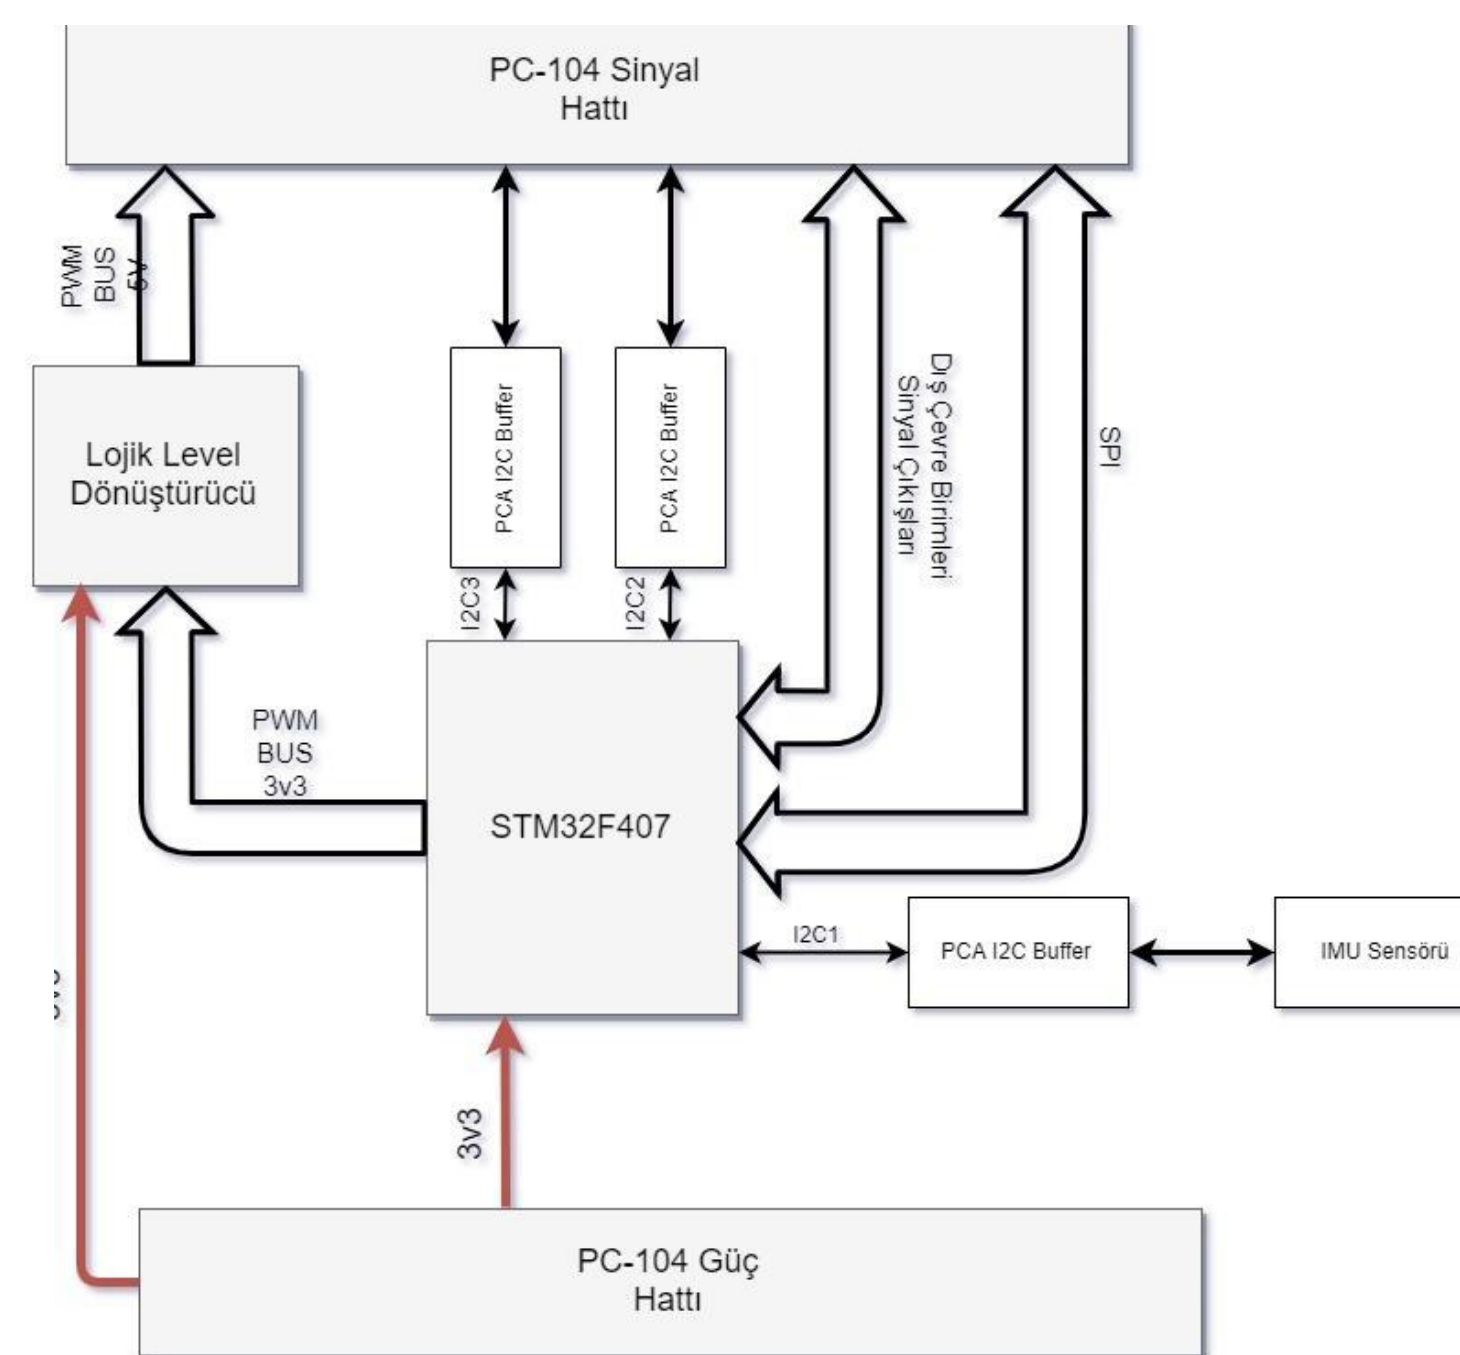 PC-104 Sinyal
Hattı
PWM
BUS
5V
Lojik Level
Dönüştürücü
PCA I2C Buffer
PCA I2C Buffer
Dış Çevre Birimleri
Sinyal Çıkışları
SPI
I2C3
I2C2
PWM
BUS
3v3
STM32F407
I2C1
PCA I2C Buffer
IMU Sensörü
3v3
PC-104 Güç
Hattı